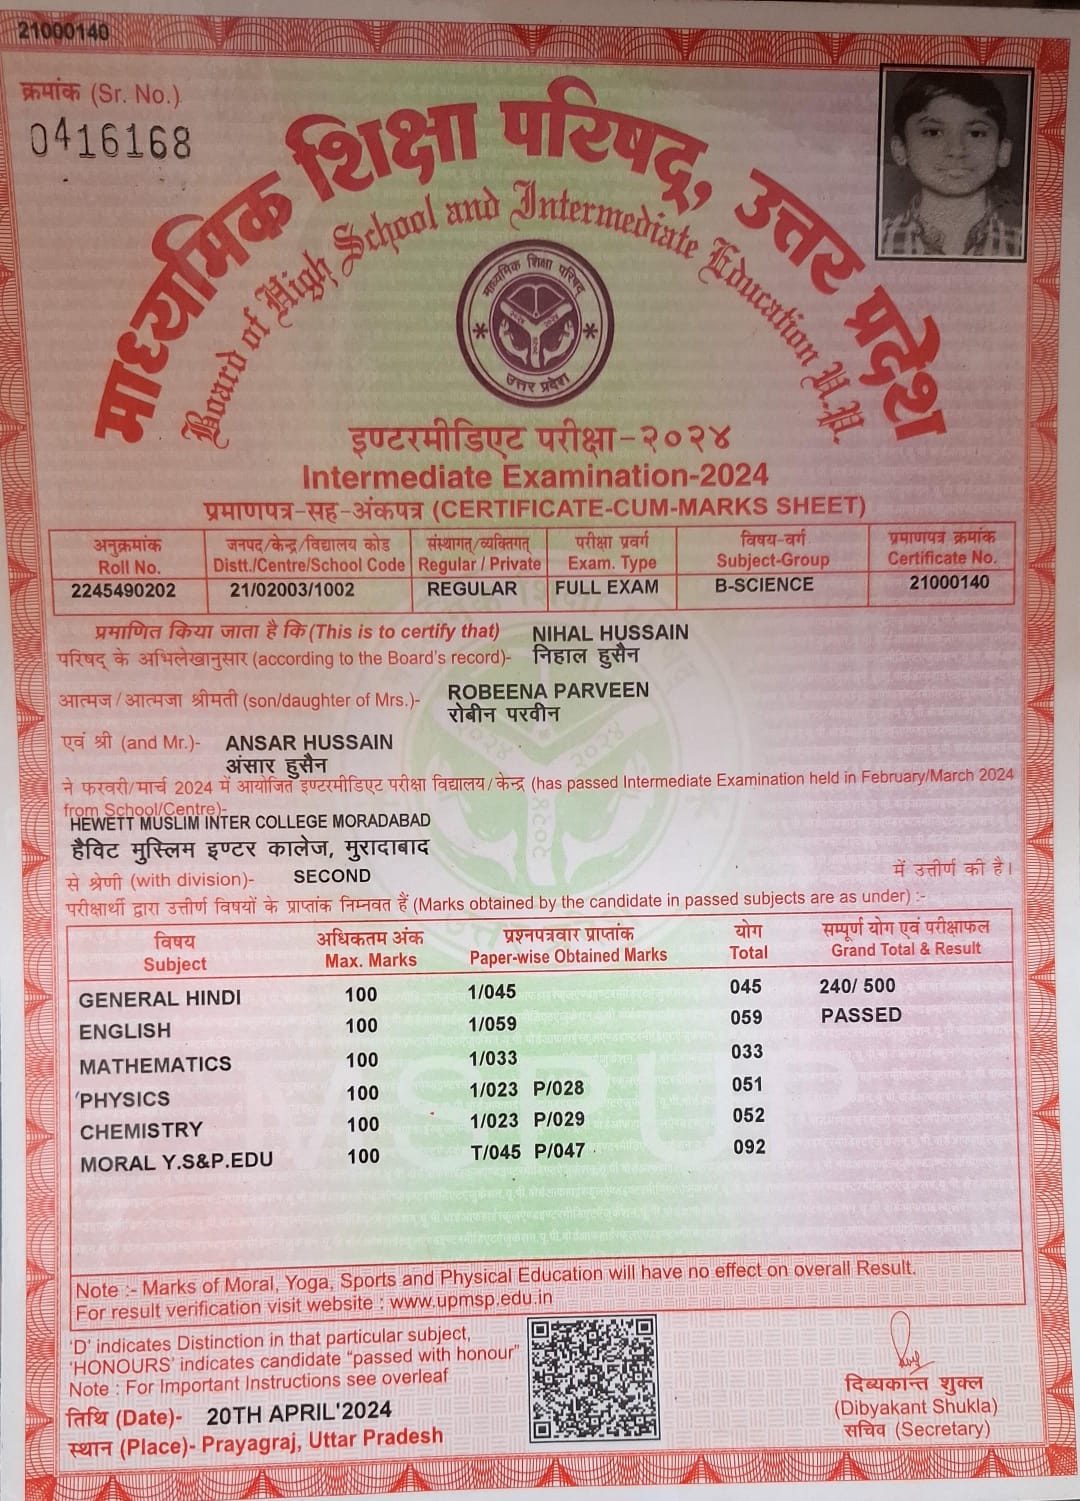 21000140
क्रमांक (Sr. No.)
0416168
माध्यमिक शिक्षा परिषद्, उत्तर प्रदेश
Board of High School and Intermediate Education U.P.
माध्यमिक शिक्षा परिषद्
उत्तर प्रदेश
इण्टरमीडिएट परीक्षा-२०२४
Intermediate Examination-2024
प्रमाणपत्र-सह-अंकपत्र (CERTIFICATE-CUM-MARKS SHEET)
अनुक्रमांक जनपद/केन्द्र/विद्यालय कोड संस्थागत/व्यक्तिगत परीक्षा प्रवर्ग विषय-वर्ग प्रमाणपत्र क्रमांक
Roll No. Distt./Centre/School Code Regular / Private Exam. Type Subject-Group Certificate No.
2245490202 21/02003/1002 REGULAR FULL EXAM B-SCIENCE 21000140
प्रमाणित किया जाता है कि (This is to certify that) NIHAL HUSSAIN
परिषद् के अभिलेखानुसार (according to the Board's record)- निहाल हुसैन
आत्मज/आत्मजा श्रीमती (son/daughter of Mrs.)- ROBEENA PARVEEN
रोबीन परवीन
एवं श्री (and Mr.)- ANSAR HUSSAIN
अंसार हुसैन
ने फरवरी/मार्च 2024 में आयोजित इण्टरमीडिएट परीक्षा विद्यालय/केन्द्र (has passed Intermediate Examination held in February/March 2024
from School/Centre)-
HEWETT MUSLIM INTER COLLEGE MORADABAD
हैविट मुस्लिम इण्टर कालेज, मुरादाबाद
से श्रेणी (with division)- SECOND में उत्तीर्ण की है।
परीक्षार्थी द्वारा उत्तीर्ण विषयों के प्राप्तांक निम्नवत हैं (Marks obtained by the candidate in passed subjects are as under) :-
विषय अधिकतम अंक प्रश्नपत्रवार प्राप्तांक योग सम्पूर्ण योग एवं परीक्षाफल
Subject Max. Marks Paper-wise Obtained Marks Total Grand Total & Result
GENERAL HINDI 100 1/045 045 240/ 500
ENGLISH 100 1/059 059 PASSED
MATHEMATICS 100 1/033 033
PHYSICS 100 1/023 P/028 051
CHEMISTRY 100 1/023 P/029 052
MORAL Y.S&P.EDU 100 T/045 P/047 092
Note :- Marks of Moral, Yoga, Sports and Physical Education will have no effect on overall Result.
For result verification visit website : www.upmsp.edu.in
'D' indicates Distinction in that particular subject,
'HONOURS' indicates candidate "passed with honour"
Note : For Important Instructions see overleaf
तिथि (Date)- 20TH APRIL'2024
स्थान (Place)- Prayagraj, Uttar Pradesh
दिब्यकान्त शुक्ल
(Dibyakant Shukla)
सचिव (Secretary)